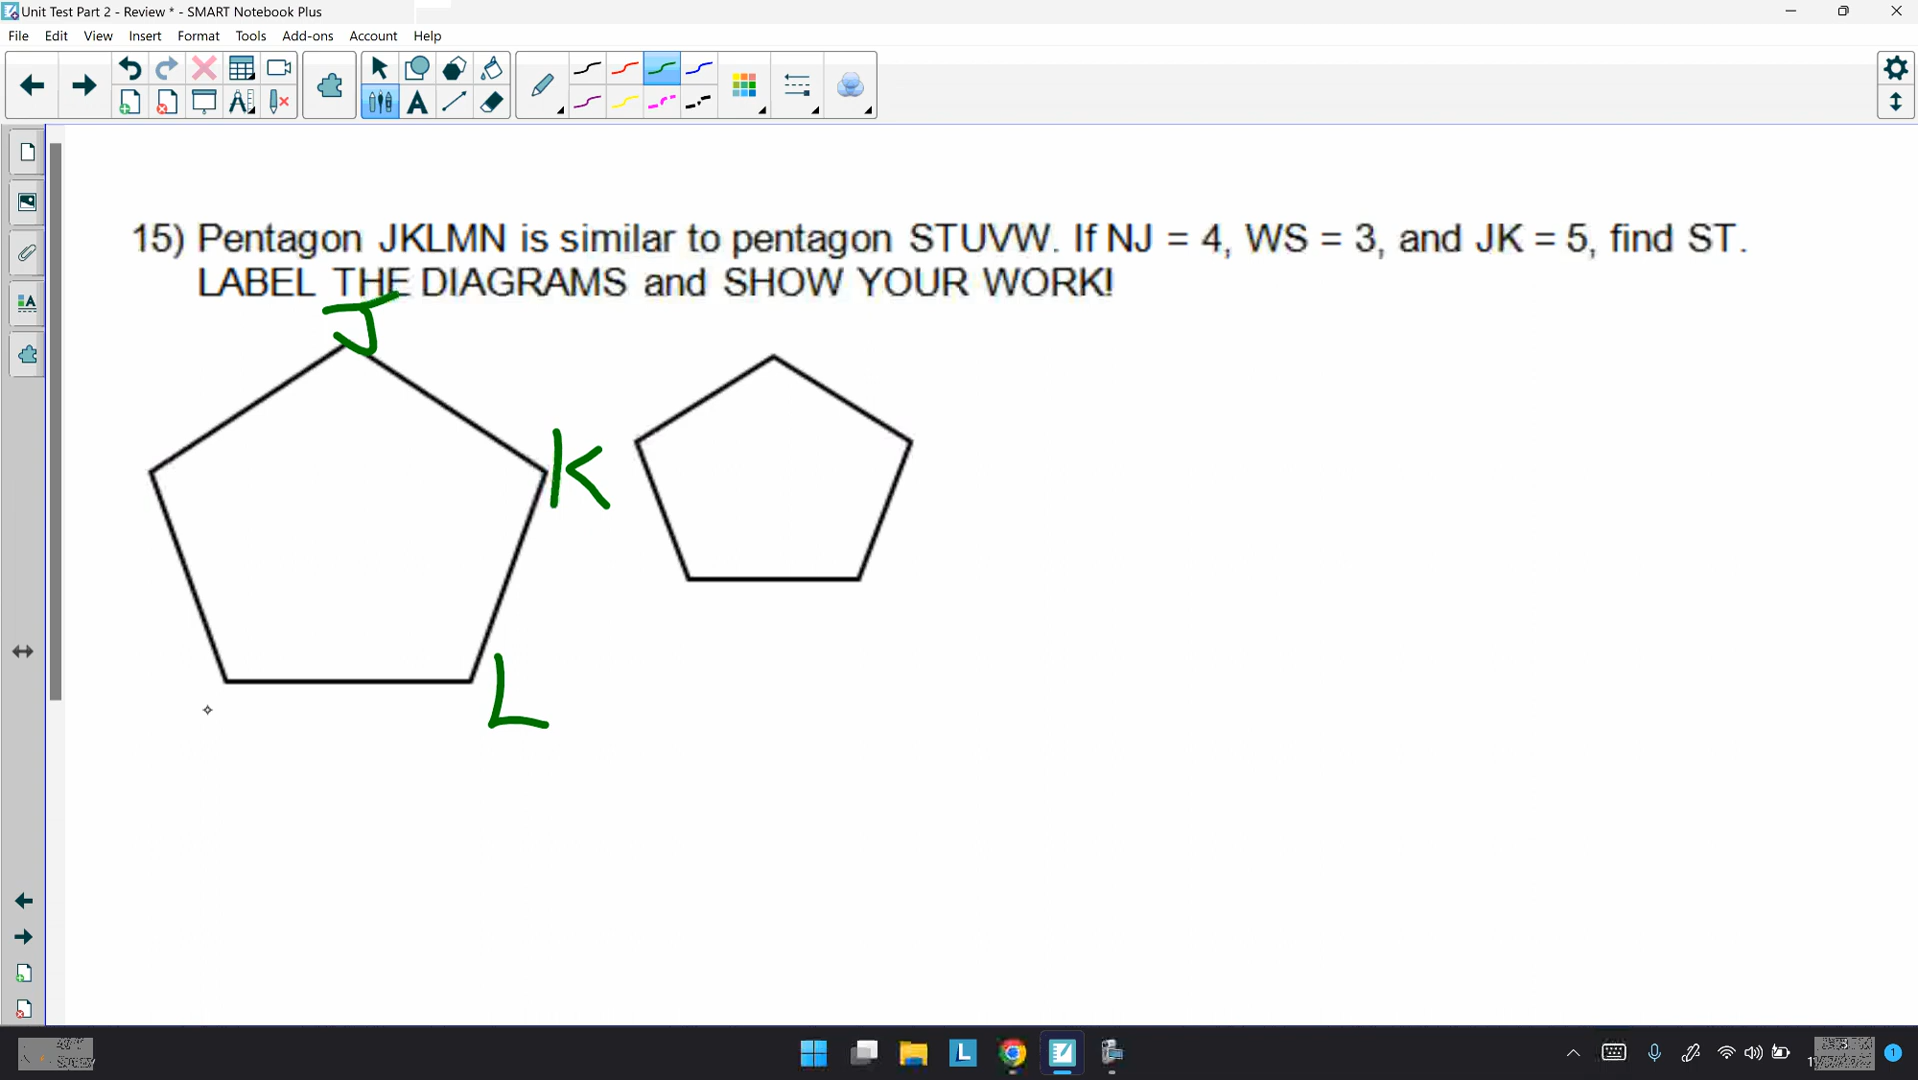 Unit Test Part 2 - Review * - SMART Notebook Plus
File Edit View Insert Format Tools Add-ons Account Help
15) Pentagon JKLMN is similar to pentagon STUVW. If NJ = 4, WS = 3, and JK = 5, find ST.
LABEL THE DIAGRAMS and SHOW YOUR WORK!
J
K
L